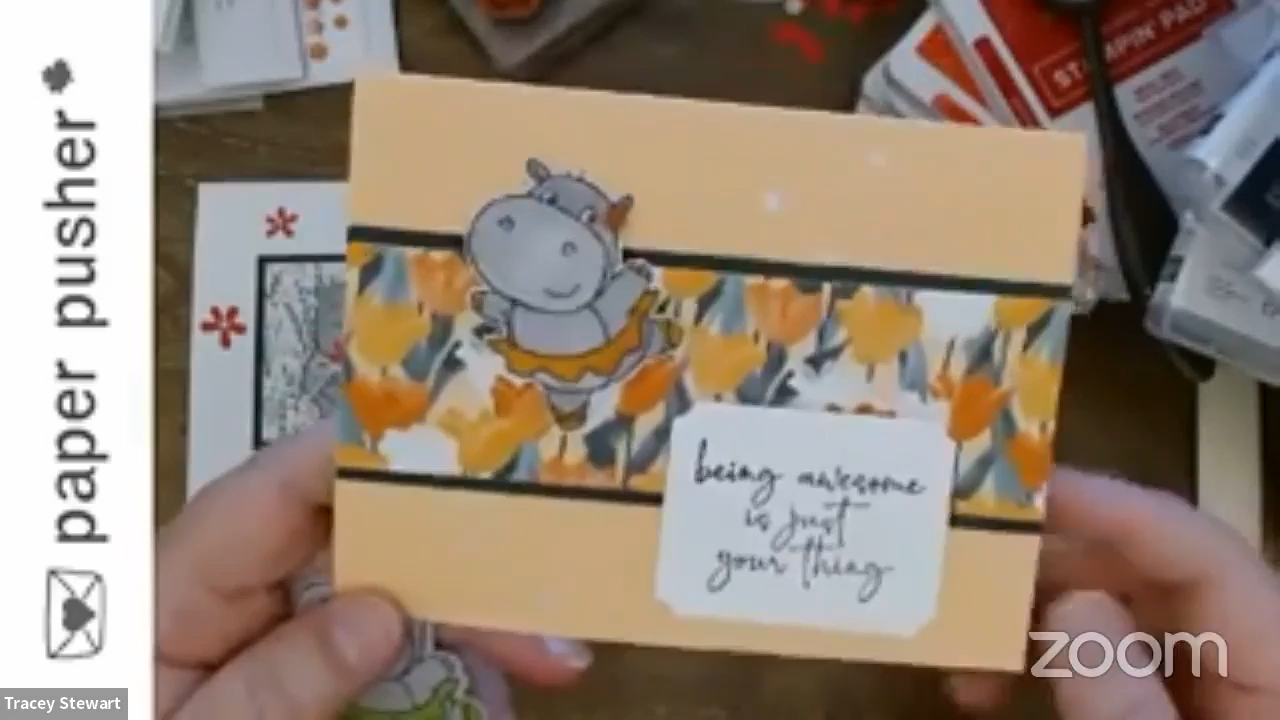 paper pusher
STAMPIN' PAD
being awesome
is just
your thing
zoom
Tracey Stewart